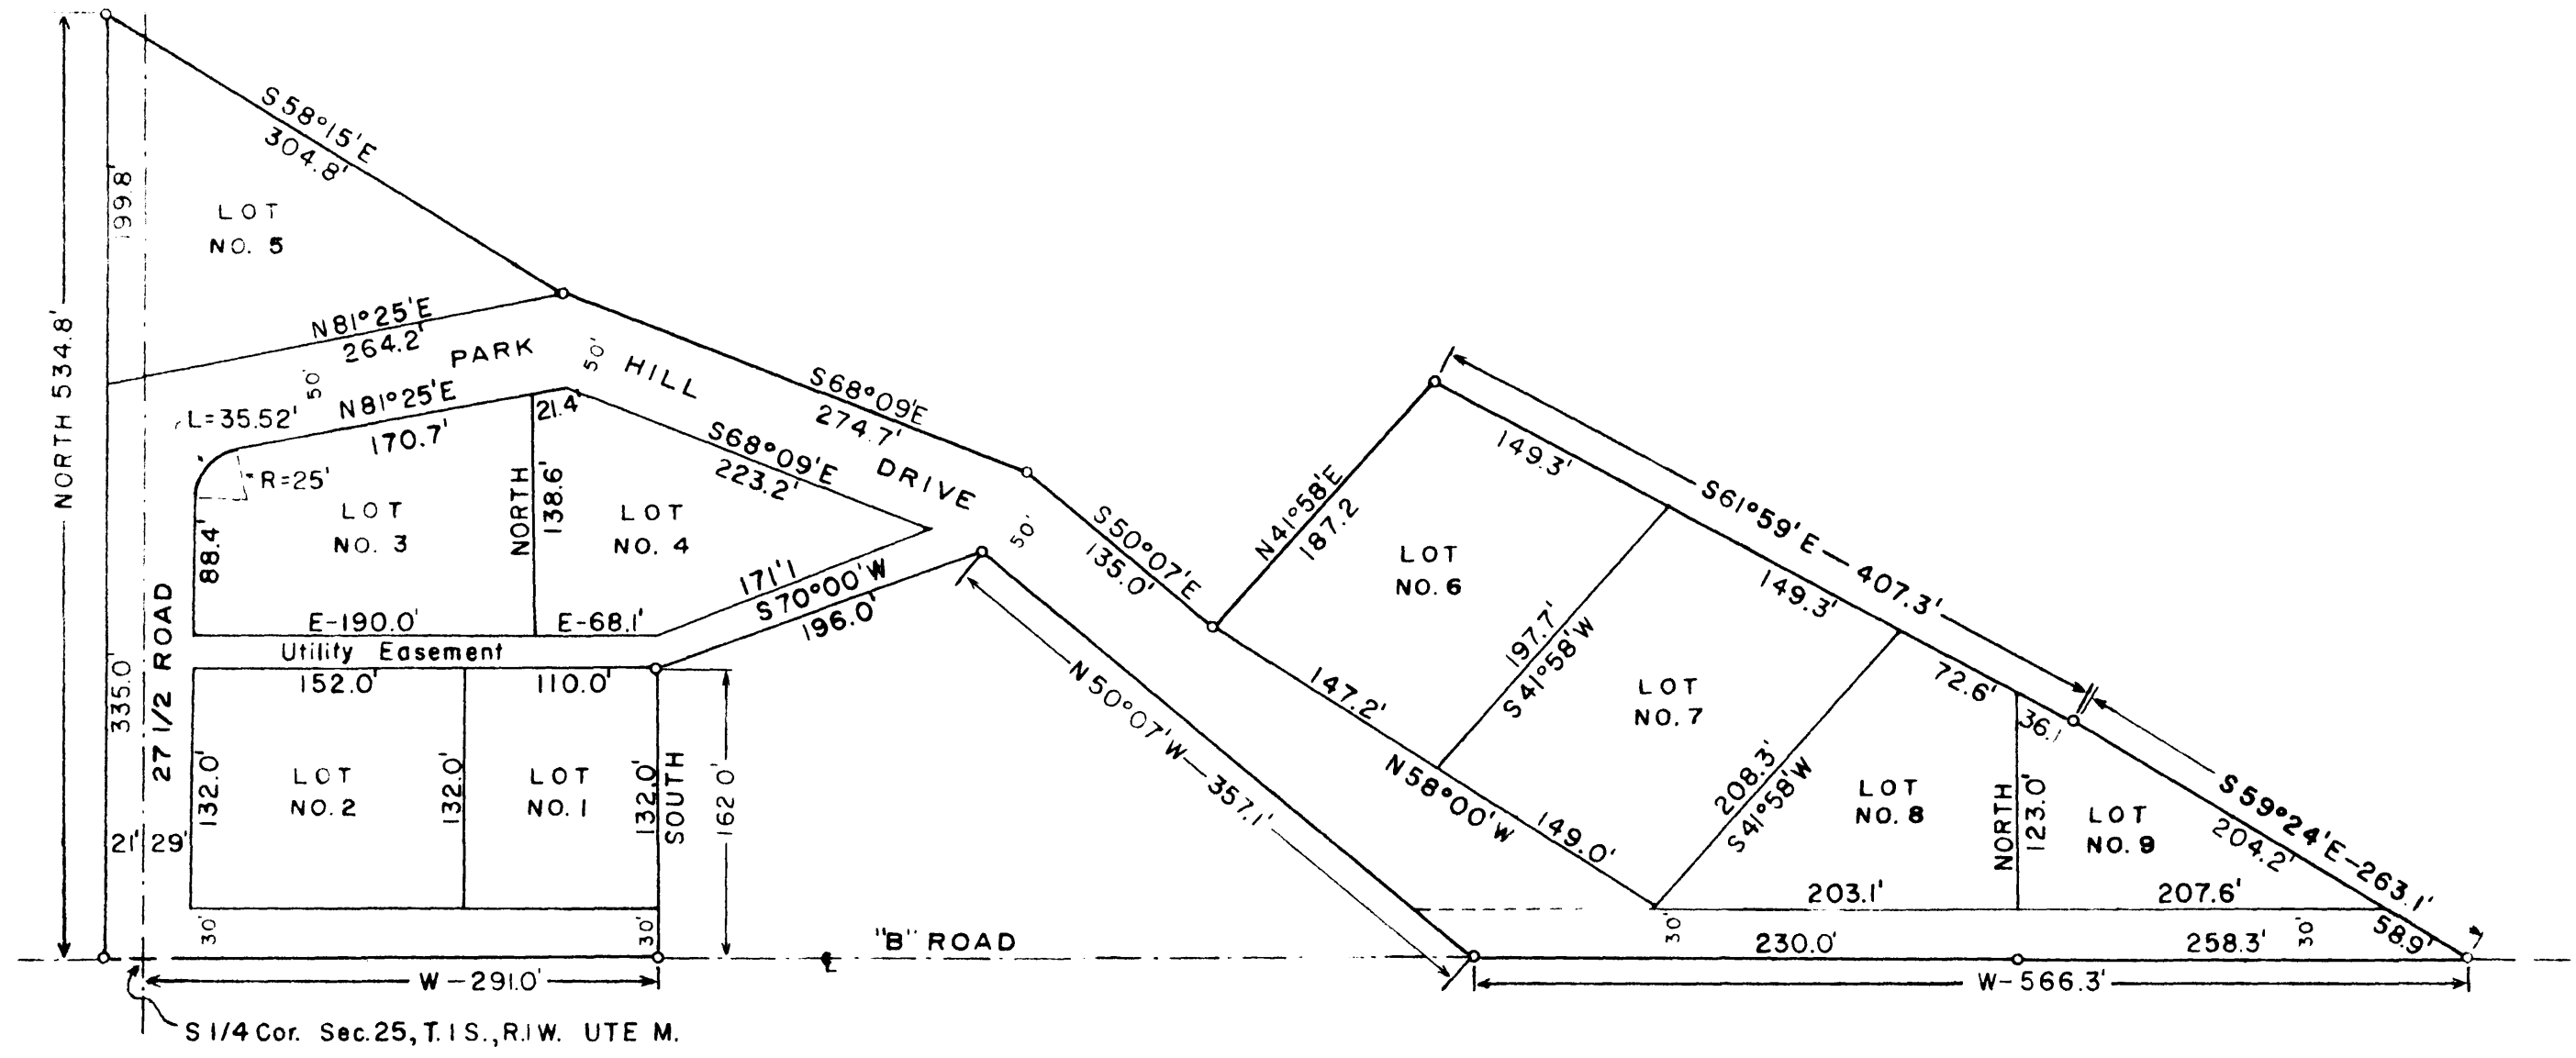 NORTH 534.8'
199.8'
335.0'
S58°15'E
304.8'
LOT
NO. 5
N81°25'E
264.2'
PARK HILL DRIVE
50'
50'
50'
S68°09'E
274.7'
L=35.52'
N81°25'E
170.7'
21.4'
R=25'
88.4'
LOT
NO. 3
NORTH
138.6'
S68°09'E
223.2'
LOT
NO. 4
171'1
S70°00'W
196.0'
E-190.0'
E-68.1'
Utility Easement
27 1/2 ROAD
152.0'
110.0'
132.0'
LOT
NO. 2
132.0'
LOT
NO. 1
132.0'
SOUTH
162.0'
21'
29'
30'
30'
W-291.0'
S 1/4 Cor. Sec. 25, T.1S., R.1W. UTE M.
"B" ROAD
S50°07'E
135.0'
N50°07'W-357.1'
N41°58'E
187.2
LOT
NO. 6
149.3'
S61°59'E-407.3'
149.3'
72.6'
36.1
197.7'
S41°58'W
147.2'
N58°00'W
149.0'
LOT
NO. 7
208.3'
S41°58'W
LOT
NO. 8
NORTH
123.0'
LOT
NO. 9
S59°24'E-263.1'
204.2'
58.9'
203.1'
207.6'
30'
230.0'
258.3'
30'
W-566.3'